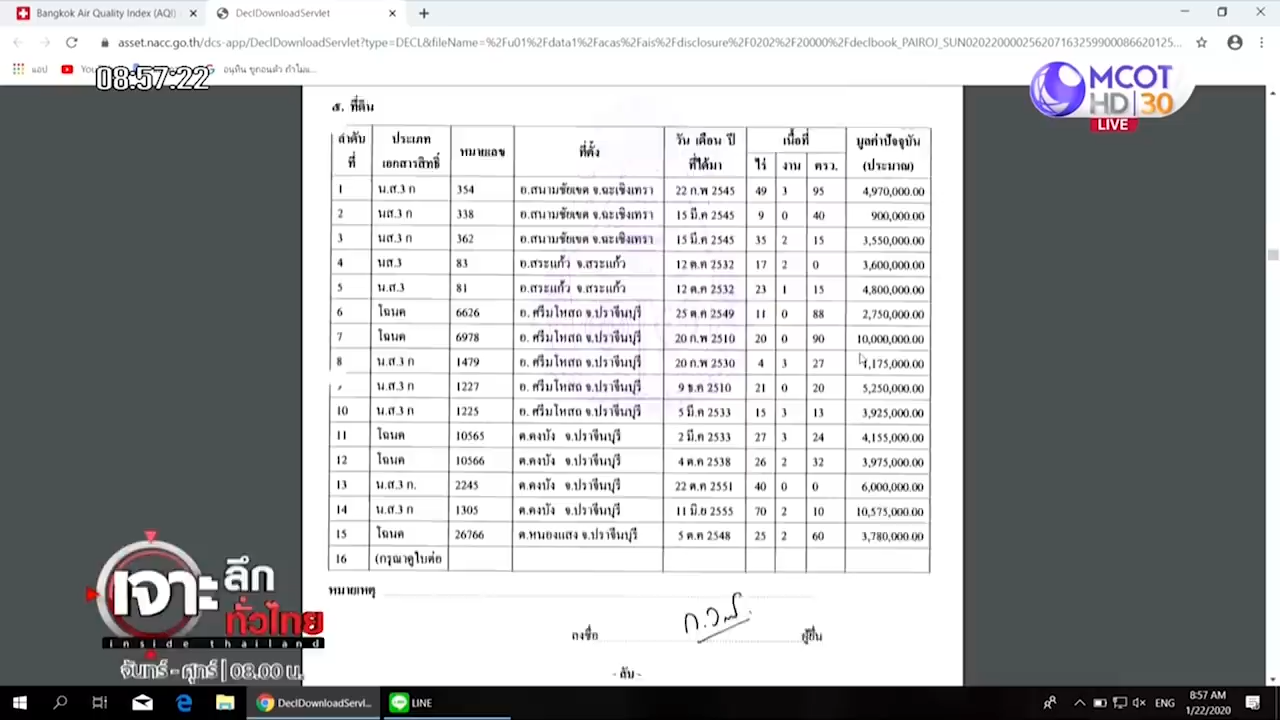 Bangkok Air Quality Index (AQI)
DeclDownloadServlet
asset.nacc.go.th/dcs-app/DeclDownloadServlet?type=DECL&fileName=%2Fu01%2Fdata1%2Facas%2Fais%2Fdisclosure%2F0202%2F20000%2Fdeclbook_PAIROJ_SUN020220000256207163259900086620125...
แอป
08:57:22
MCOT
HD 30
LIVE
๕. ที่ดิน
ลำดับที่ ประเภทเอกสารสิทธิ์ หมายเลข ที่ตั้ง วัน เดือน ปี ที่ได้มา เนื้อที่ ไร่ งาน ตรว. มูลค่าปัจจุบัน (ประมาณ)
1 น.ส.3 ก 354 อ.สนามชัยเขต จ.ฉะเชิงเทรา 22 ก.พ 2545 49 3 95 4,970,000.00
2 นส.3 ก 338 อ.สนามชัยเขต จ.ฉะเชิงเทรา 15 มี.ค 2545 9 0 40 900,000.00
3 นส.3 ก 362 อ.สนามชัยเขต จ.ฉะเชิงเทรา 15 มี.ค 2545 35 2 15 3,550,000.00
4 นส.3 83 อ.สระแก้ว จ.สระแก้ว 12 ต.ค 2532 17 2 0 3,600,000.00
5 น.ส.3 81 อ.สระแก้ว จ.สระแก้ว 12 ต.ค 2532 23 1 15 4,800,000.00
6 โฉนด 6626 อ. ศรีมโหสถ จ.ปราจีนบุรี 25 ต.ค 2549 11 0 88 2,750,000.00
7 โฉนด 6978 อ. ศรีมโหสถ จ.ปราจีนบุรี 20 ก.พ 2510 20 0 90 10,000,000.00
8 น.ส.3 ก 1479 อ. ศรีมโหสถ จ.ปราจีนบุรี 20 ก.พ 2530 4 3 27 1,175,000.00
น.ส.3 ก 1227 อ. ศรีมโหสถ จ.ปราจีนบุรี 9 ธ.ค 2510 21 0 20 5,250,000.00
10 น.ส.3 ก 1225 อ. ศรีมโหสถ จ.ปราจีนบุรี 5 มี.ค 2533 15 3 13 3,925,000.00
11 โฉนด 10565 ต.ดงบัง จ.ปราจีนบุรี 2 มี.ค 2533 27 3 24 4,155,000.00
12 โฉนด 10566 ต.ดงบัง จ.ปราจีนบุรี 4 ต.ค 2538 26 2 32 3,975,000.00
13 น.ส.3 ก. 2245 ต.ดงบัง จ.ปราจีนบุรี 22 ต.ค 2551 40 0 0 6,000,000.00
14 น.ส.3 ก 1305 ต.ดงบัง จ.ปราจีนบุรี 11 มิ.ย 2555 70 2 10 10,575,000.00
15 โฉนด 26766 ต.หนองแสง จ.ปราจีนบุรี 5 ต.ค 2548 25 2 60 3,780,000.00
16 (กรุณาดูใบต่อ
หมายเหตุ
ลงชื่อ ผู้ยื่น
- ลับ -
เจาะลึกทั่วไทย
inside thailand
จันทร์ - ศุกร์ | 08.00 น.
DeclDownloadServl...
LINE
ENG
8:57 AM
1/22/2020